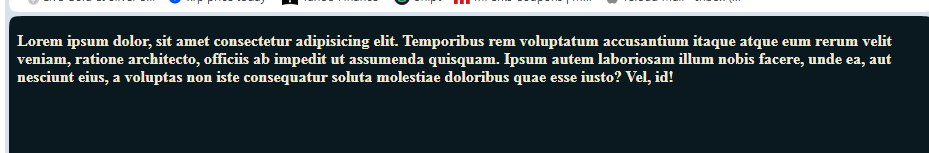 Lorem ipsum dolor, sit amet consectetur adipisicing elit. Temporibus rem voluptatum accusantium itaque atque eum rerum velit
veniam, ratione architecto, officiis ab impedit ut assumenda quisquam. Ipsum autem laboriosam illum nobis facere, unde ea, aut
nesciunt eius, a voluptas non iste consequatur soluta molestiae doloribus quae esse iusto? Vel, id!